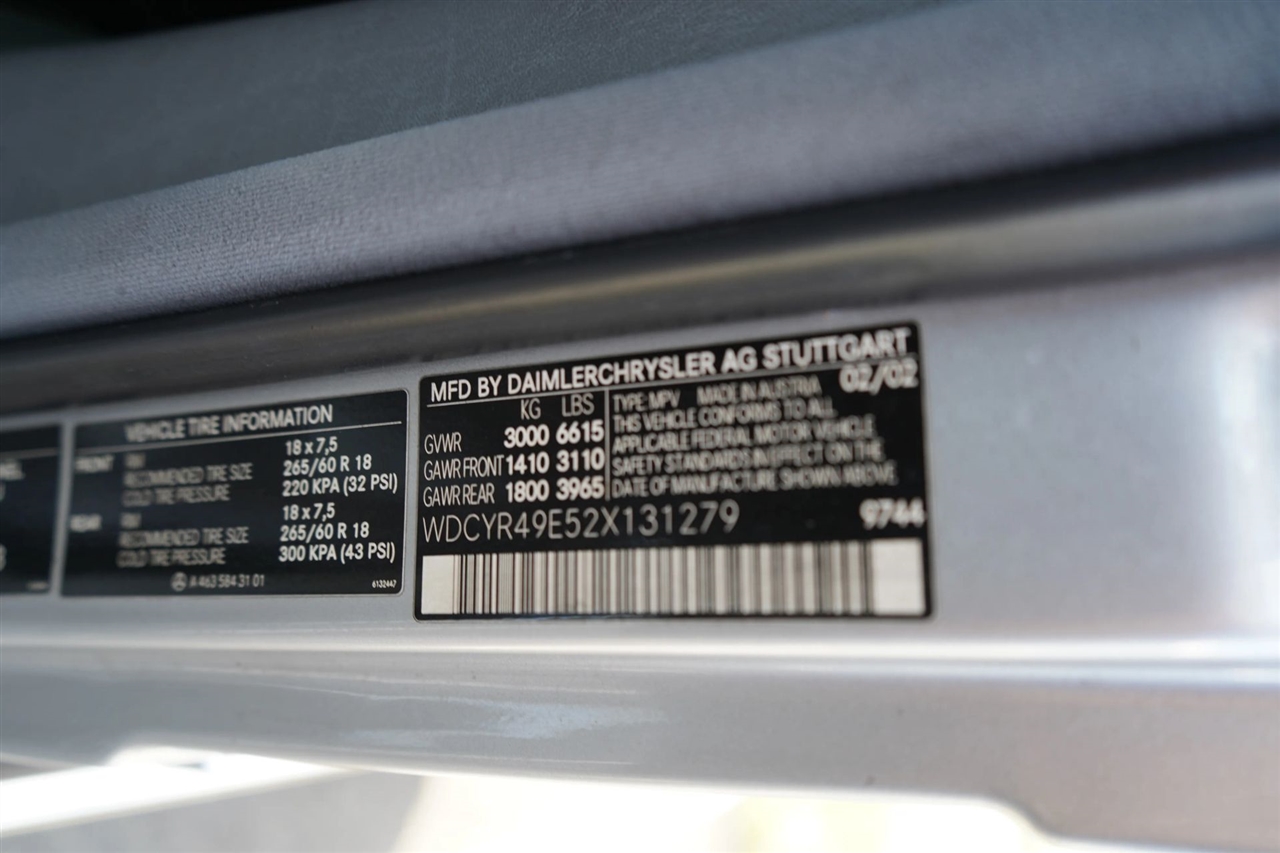 VEHICLE TIRE INFORMATION
FRONT RIM 18 x 7,5
RECOMMENDED TIRE SIZE 265/60 R 18
COLD TIRE PRESSURE 220 KPA (32 PSI)
REAR RIM 18 x 7,5
RECOMMENDED TIRE SIZE 265/60 R 18
COLD TIRE PRESSURE 300 KPA (43 PSI)
A 463 584 31 01 6132447
MFD BY DAIMLERCHRYSLER AG STUTTGART
KG LBS
GVWR 3000 6615
GAWR FRONT 1410 3110
GAWR REAR 1800 3965
TYPE: MPV MADE IN AUSTRIA 02/02
THIS VEHICLE CONFORMS TO ALL
APPLICABLE FEDERAL MOTOR VEHICLE
SAFETY STANDARDS IN EFFECT ON THE
DATE OF MANUFACTURE SHOWN ABOVE
WDCYR49E52X131279 9744